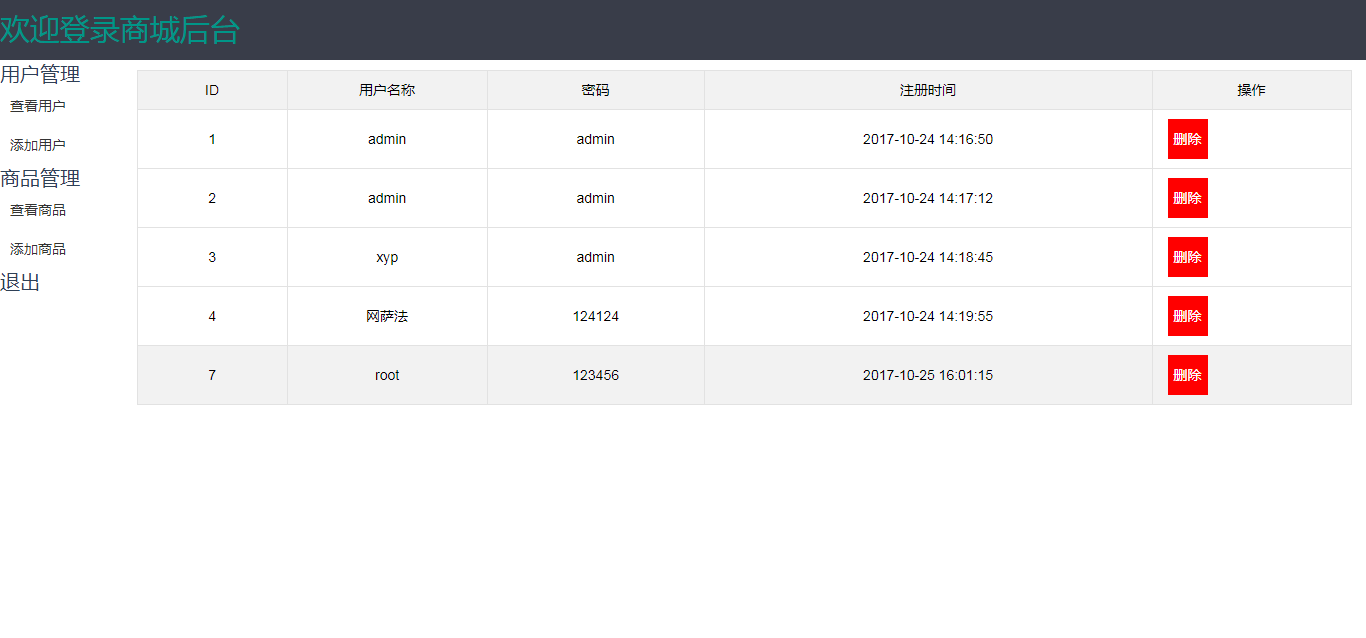 欢迎登录商城后台
用户管理
查看用户
添加用户
商品管理
查看商品
添加商品
退出
ID 用户名称 密码 注册时间 操作
1 admin admin 2017-10-24 14:16:50 删除
2 admin admin 2017-10-24 14:17:12 删除
3 xyp admin 2017-10-24 14:18:45 删除
4 网萨法 124124 2017-10-24 14:19:55 删除
7 root 123456 2017-10-25 16:01:15 删除